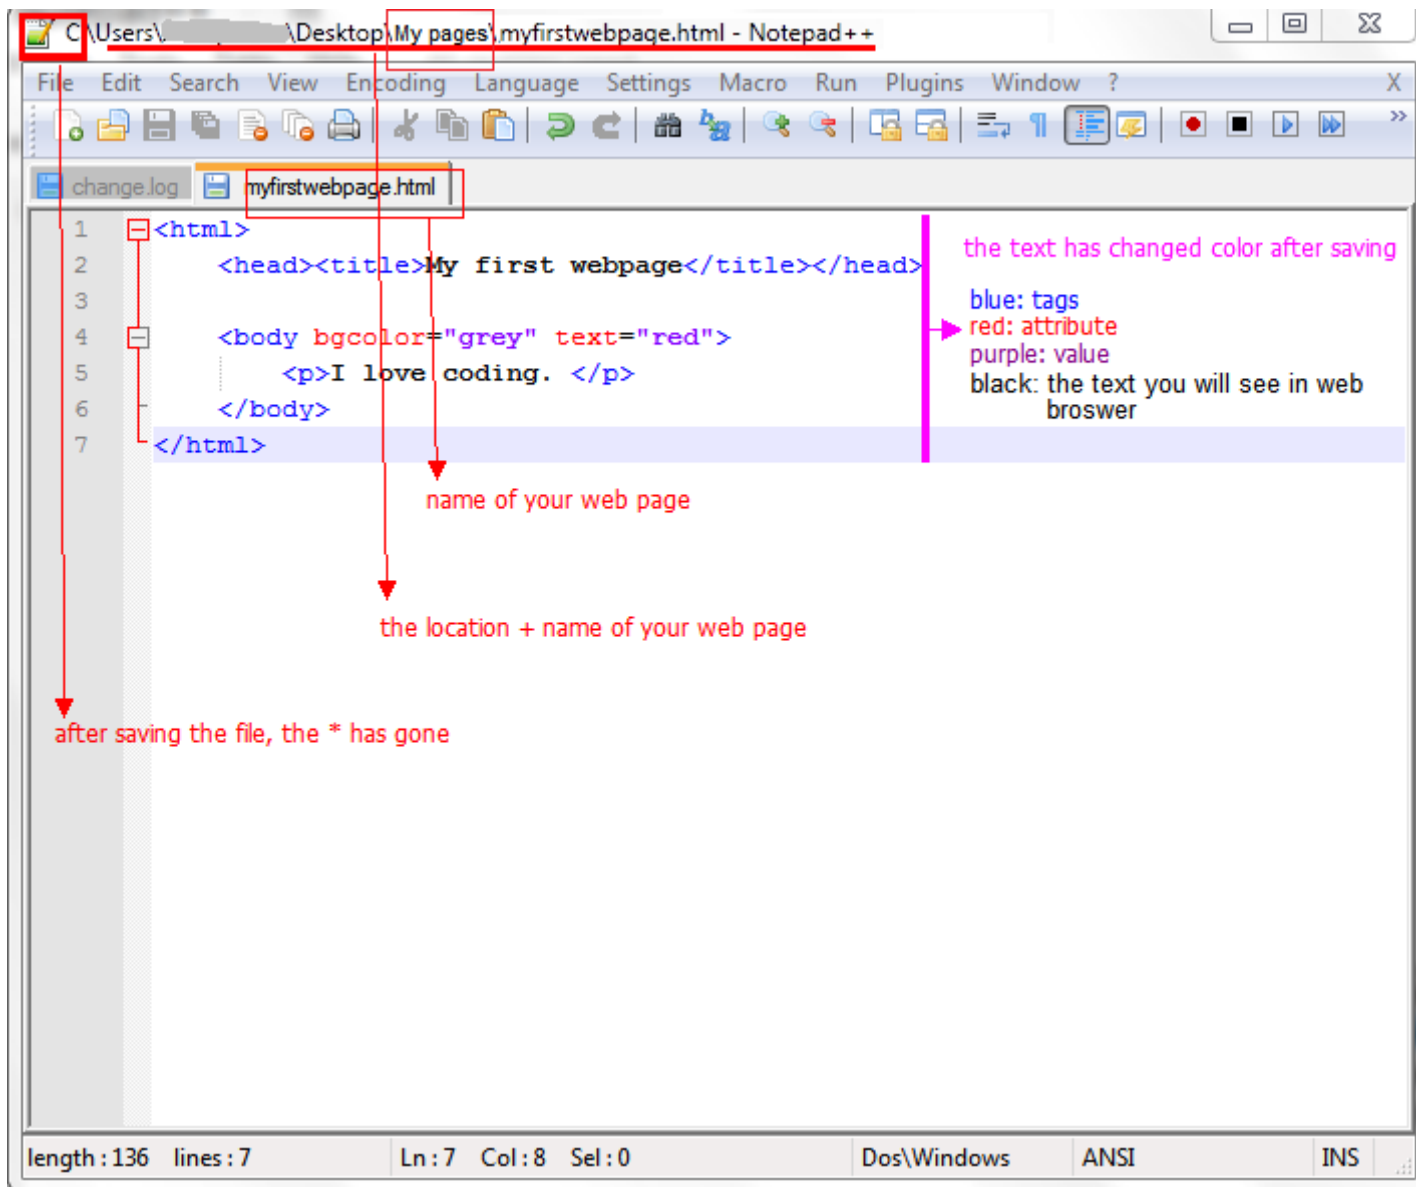 C:\Users\ \Desktop\My pages\myfirstwebpage.html - Notepad++
File Edit Search View Encoding Language Settings Macro Run Plugins Window ? X
change.log myfirstwebpage.html
1 <html>
2 <head><title>My first webpage</title></head>
3
4 <body bgcolor="grey" text="red">
5 <p>I love coding. </p>
6 </body>
7 </html>
the text has changed color after saving
blue: tags
red: attribute
purple: value
black: the text you will see in web
broswer
name of your web page
the location + name of your web page
after saving the file, the * has gone
length : 136 lines : 7 Ln : 7 Col : 8 Sel : 0 Dos\Windows ANSI INS